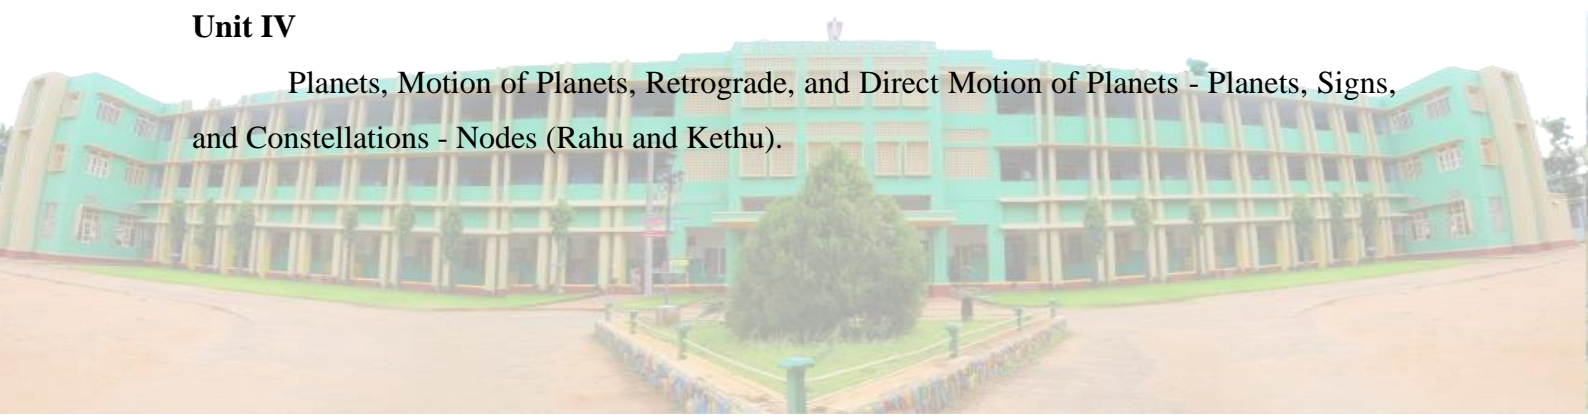 Unit IV
Planets, Motion of Planets, Retrograde, and Direct Motion of Planets - Planets, Signs,
and Constellations - Nodes (Rahu and Kethu).